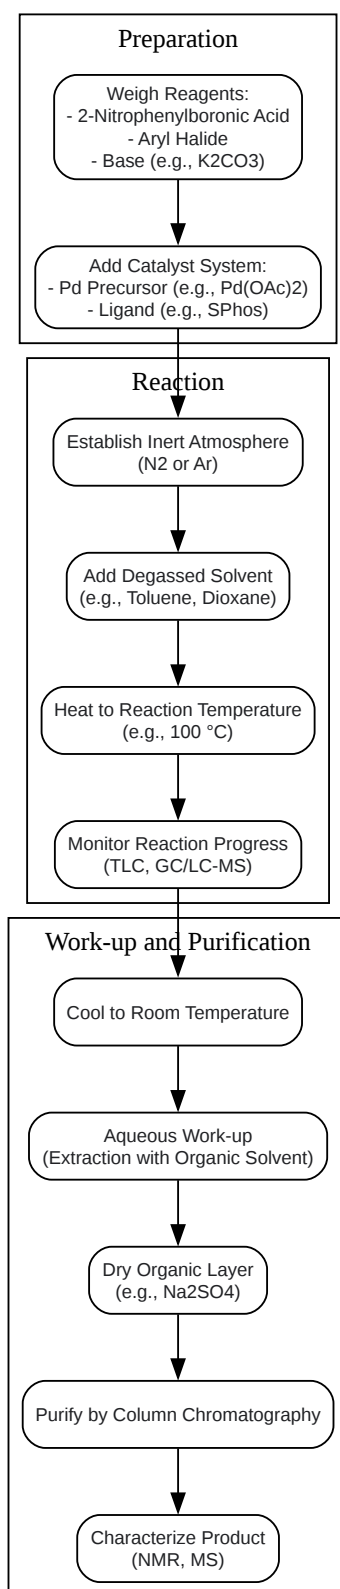 Preparation
Weigh Reagents:
- 2-Nitrophenylboronic Acid
- Aryl Halide
- Base (e.g., K2CO3)
Add Catalyst System:
- Pd Precursor (e.g., Pd(OAc)2)
- Ligand (e.g., SPhos)
Reaction
Establish Inert Atmosphere
(N2 or Ar)
Add Degassed Solvent
(e.g., Toluene, Dioxane)
Heat to Reaction Temperature
(e.g., 100 °C)
Monitor Reaction Progress
(TLC, GC/LC-MS)
Work-up and Purification
Cool to Room Temperature
Aqueous Work-up
(Extraction with Organic Solvent)
Dry Organic Layer
(e.g., Na2SO4)
Purify by Column Chromatography
Characterize Product
(NMR, MS)